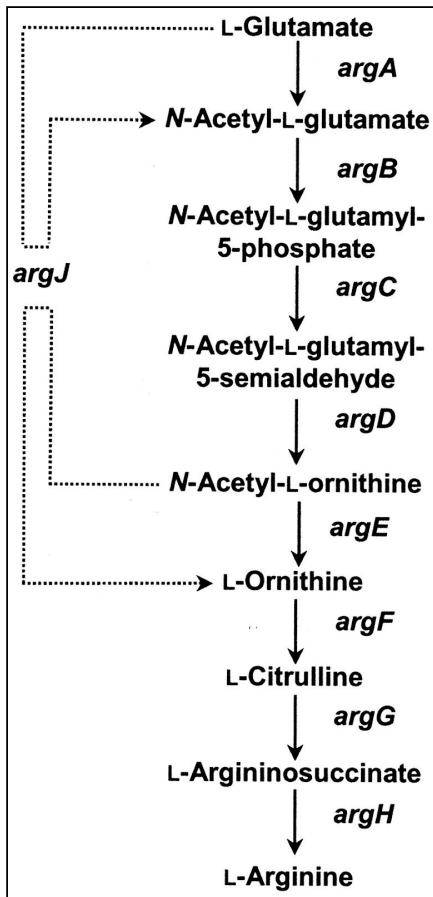 L-Glutamate
argA
N-Acetyl-L-glutamate
argB
N-Acetyl-L-glutamyl-
5-phosphate
argC
argJ
N-Acetyl-L-glutamyl-
5-semialdehyde
argD
N-Acetyl-L-ornithine
argE
L-Ornithine
argF
L-Citrulline
argG
L-Argininosuccinate
argH
L-Arginine